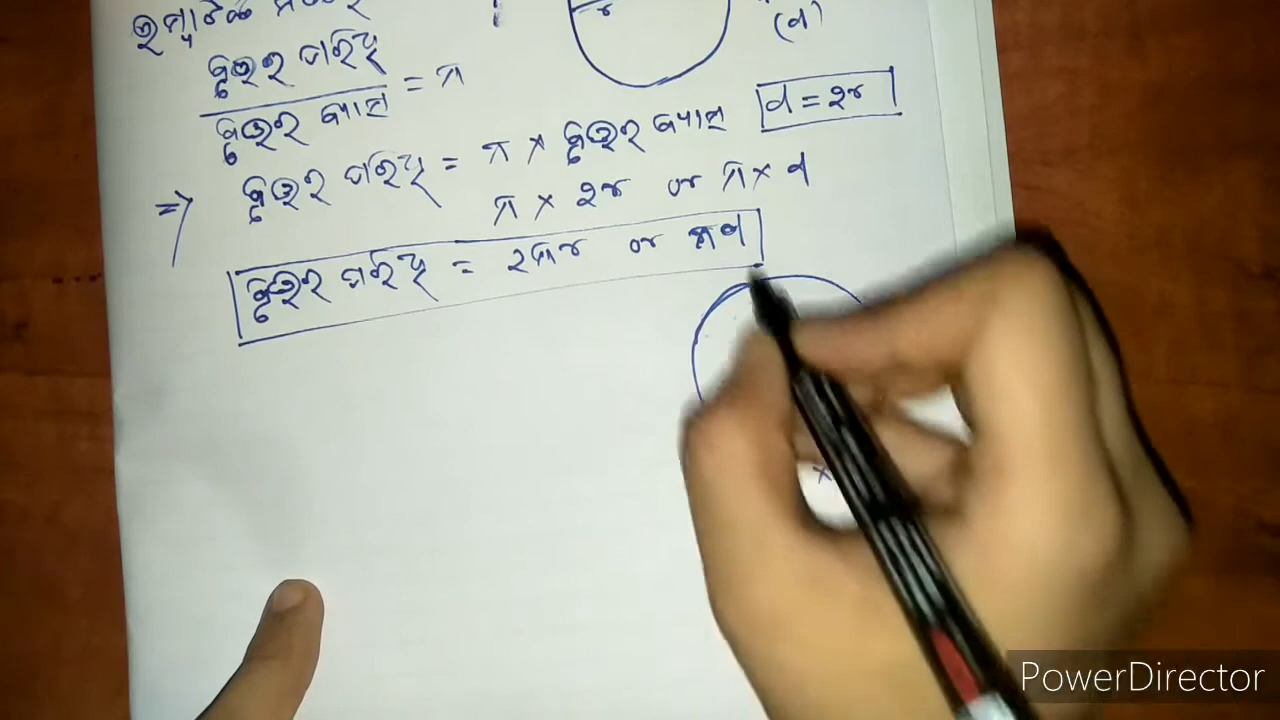 (d)
ବୃତ୍ତର ପରିଧି / ବୃତ୍ତର ବ୍ୟାସ = π
d = 2r
⇒ ବୃତ୍ତର ପରିଧି = π × ବୃତ୍ତର ବ୍ୟାସ
π × 2r or π × d
ବୃତ୍ତର ପରିଧି = 2πr or πd
×
PowerDirector